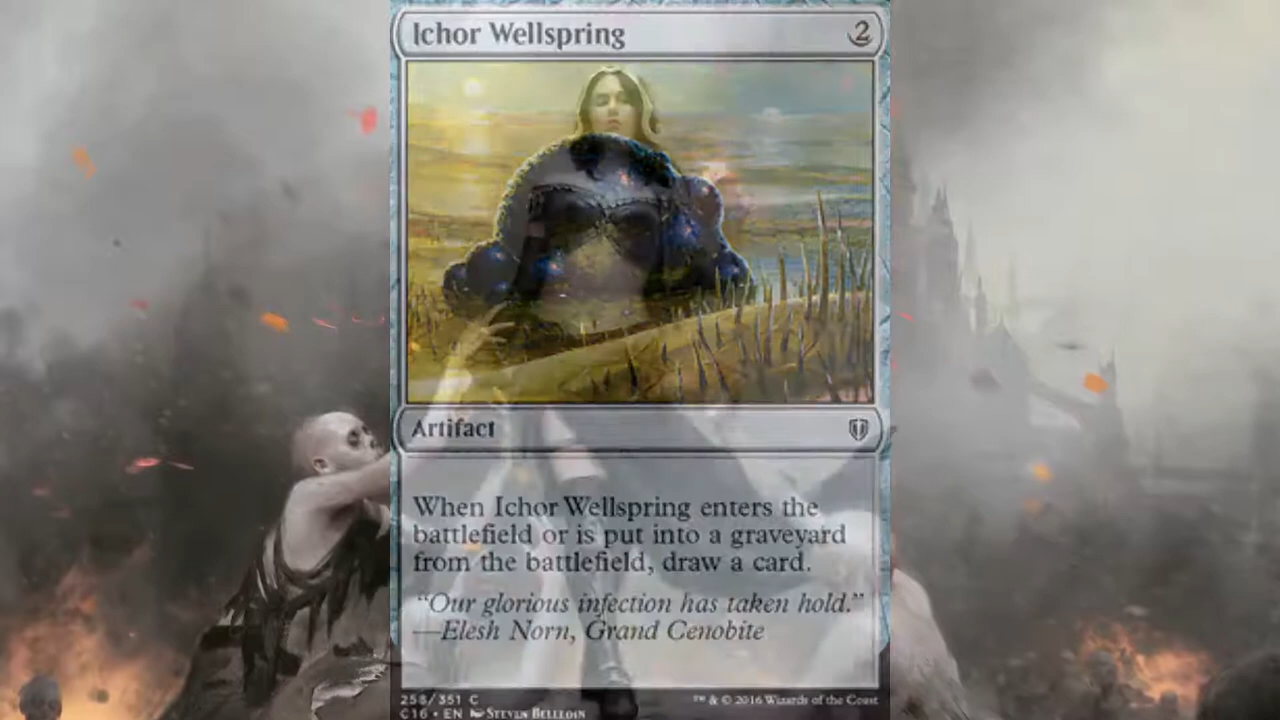 Ichor Wellspring 2
Artifact
When Ichor Wellspring enters the
battlefield or is put into a graveyard
from the battlefield, draw a card.
"Our glorious infection has taken hold."
—Elesh Norn, Grand Cenobite
258/351 C ™ & © 2016 Wizards of the Coast
C16 • EN Steven Belledin